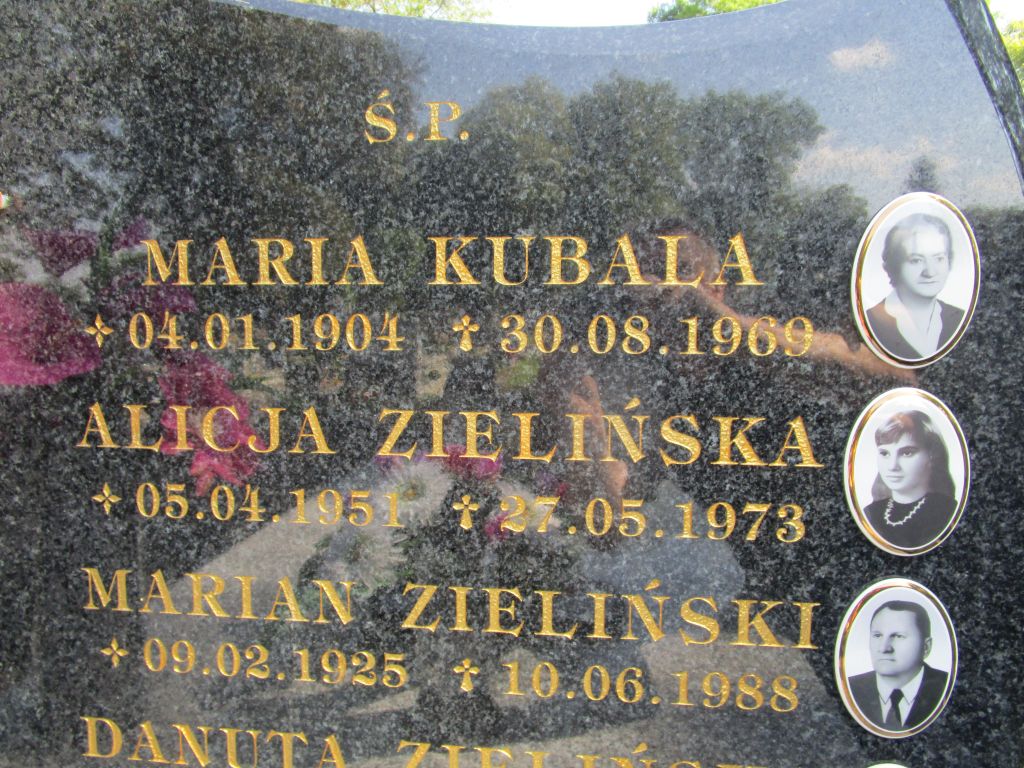 Ś.P.
MARIA KUBALA
✧ 04.01.1904 ✝ 30.08.1969
ALICJA ZIELIŃSKA
✧ 05.04.1951 ✝ 27.05.1973
MARIAN ZIELIŃSKI
✧ 09.02.1925 ✝ 10.06.1988
DANUTA